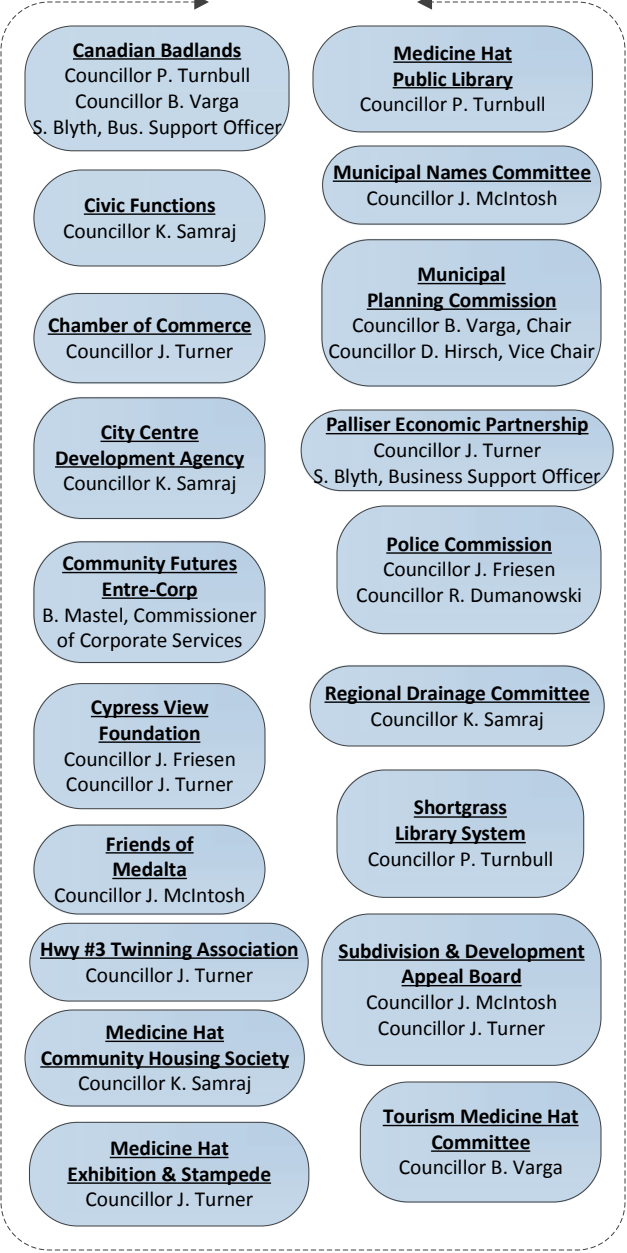 Canadian Badlands
Councillor P. Turnbull
Councillor B. Varga
S. Blyth, Bus. Support Officer
Civic Functions
Councillor K. Samraj
Chamber of Commerce
Councillor J. Turner
City Centre
Development Agency
Councillor K. Samraj
Community Futures
Entre-Corp
B. Mastel, Commissioner
of Corporate Services
Cypress View
Foundation
Councillor J. Friesen
Councillor J. Turner
Friends of
Medalta
Councillor J. McIntosh
Hwy #3 Twinning Association
Councillor J. Turner
Medicine Hat
Community Housing Society
Councillor K. Samraj
Medicine Hat
Exhibition & Stampede
Councillor J. Turner
Medicine Hat
Public Library
Councillor P. Turnbull
Municipal Names Committee
Councillor J. McIntosh
Municipal
Planning Commission
Councillor B. Varga, Chair
Councillor D. Hirsch, Vice Chair
Palliser Economic Partnership
Councillor J. Turner
S. Blyth, Business Support Officer
Police Commission
Councillor J. Friesen
Councillor R. Dumanowski
Regional Drainage Committee
Councillor K. Samraj
Shortgrass
Library System
Councillor P. Turnbull
Subdivision & Development
Appeal Board
Councillor J. McIntosh
Councillor J. Turner
Tourism Medicine Hat
Committee
Councillor B. Varga